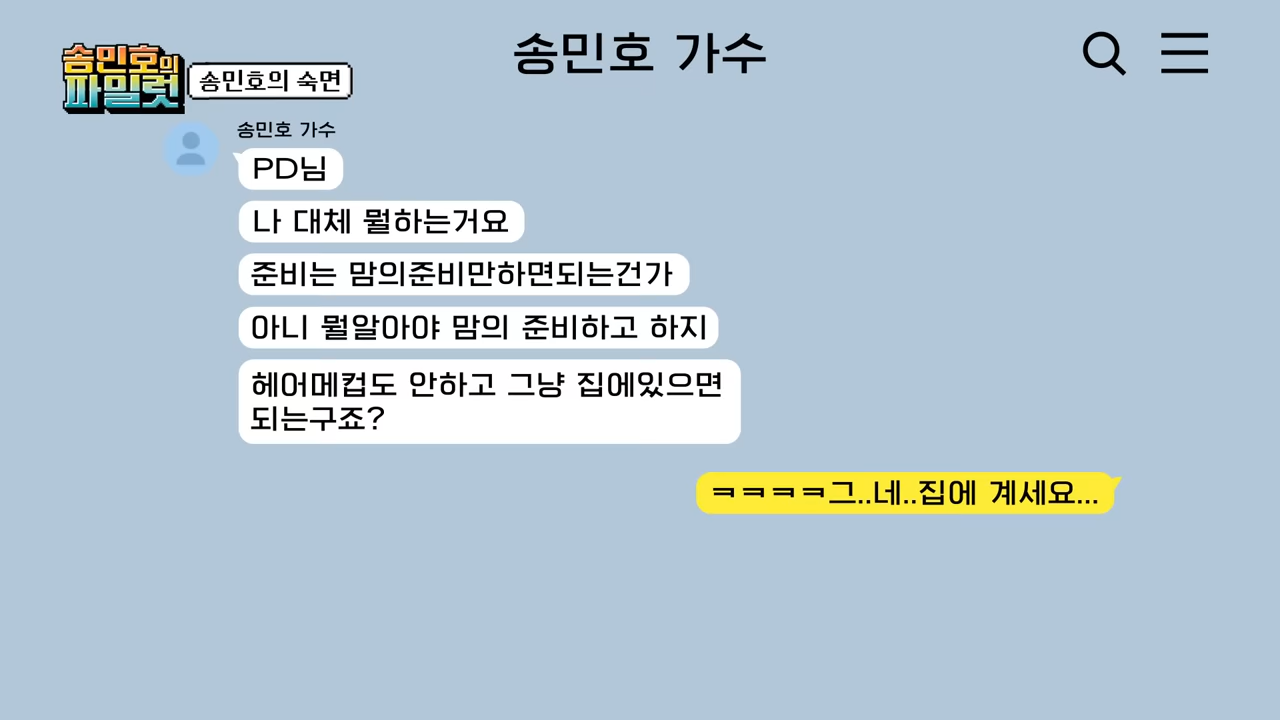 송민호의
파일럿
송민호의 숙면
송민호 가수
송민호 가수
PD님
나 대체 뭘하는거요
준비는 맘의준비만하면되는건가
아니 뭘알아야 맘의 준비하고 하지
헤어메컵도 안하고 그냥 집에있으면
되는구죠?
ㅋㅋㅋㅋ그..네..집에 계세요...